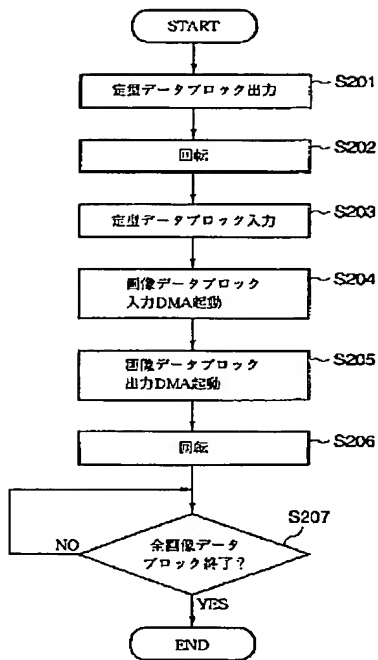 START
定型データブロック出力
S201
回転
S202
定型データブロック入力
S203
画像データブロック
入力DMA起動
S204
画像データブロック
出力DMA起動
S205
回転
S206
全画像データ
ブロック終了？
S207
NO
YES
END